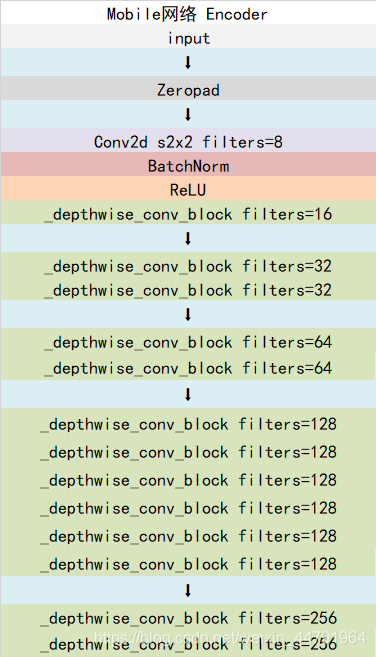 Mobile网络 Encoder
input
⬇
Zeropad
⬇
Conv2d s2x2 filters=8
BatchNorm
ReLU
_depthwise_conv_block filters=16
⬇
_depthwise_conv_block filters=32
_depthwise_conv_block filters=32
⬇
_depthwise_conv_block filters=64
_depthwise_conv_block filters=64
⬇
_depthwise_conv_block filters=128
_depthwise_conv_block filters=128
_depthwise_conv_block filters=128
_depthwise_conv_block filters=128
_depthwise_conv_block filters=128
_depthwise_conv_block filters=128
⬇
_depthwise_conv_block filters=256
https://blog.csdn.net/weixin_44791964
_depthwise_conv_block filters=256